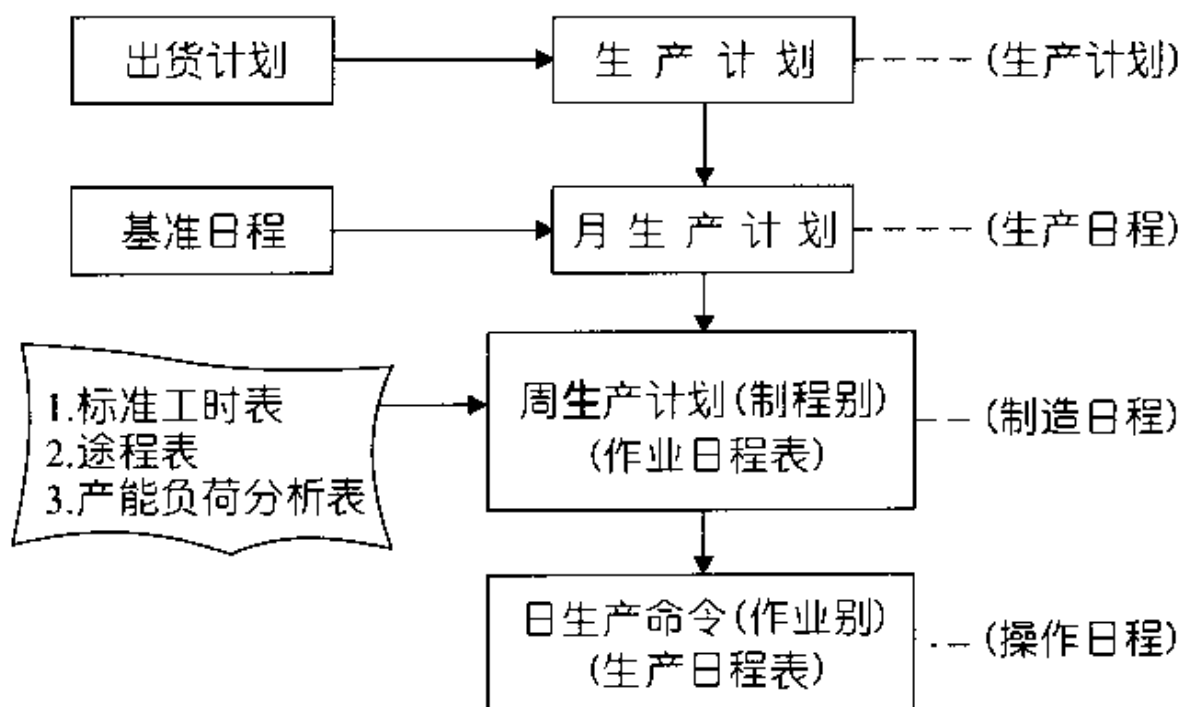 出货计划
生产计划
(生产计划)
基准日程
月生产计划
(生产日程)
1.标准工时表
2.途程表
3.产能负荷分析表
周生产计划(制程别)
(作业日程表)
(制造日程)
日生产命令(作业别)
(生产日程表)
(操作日程)